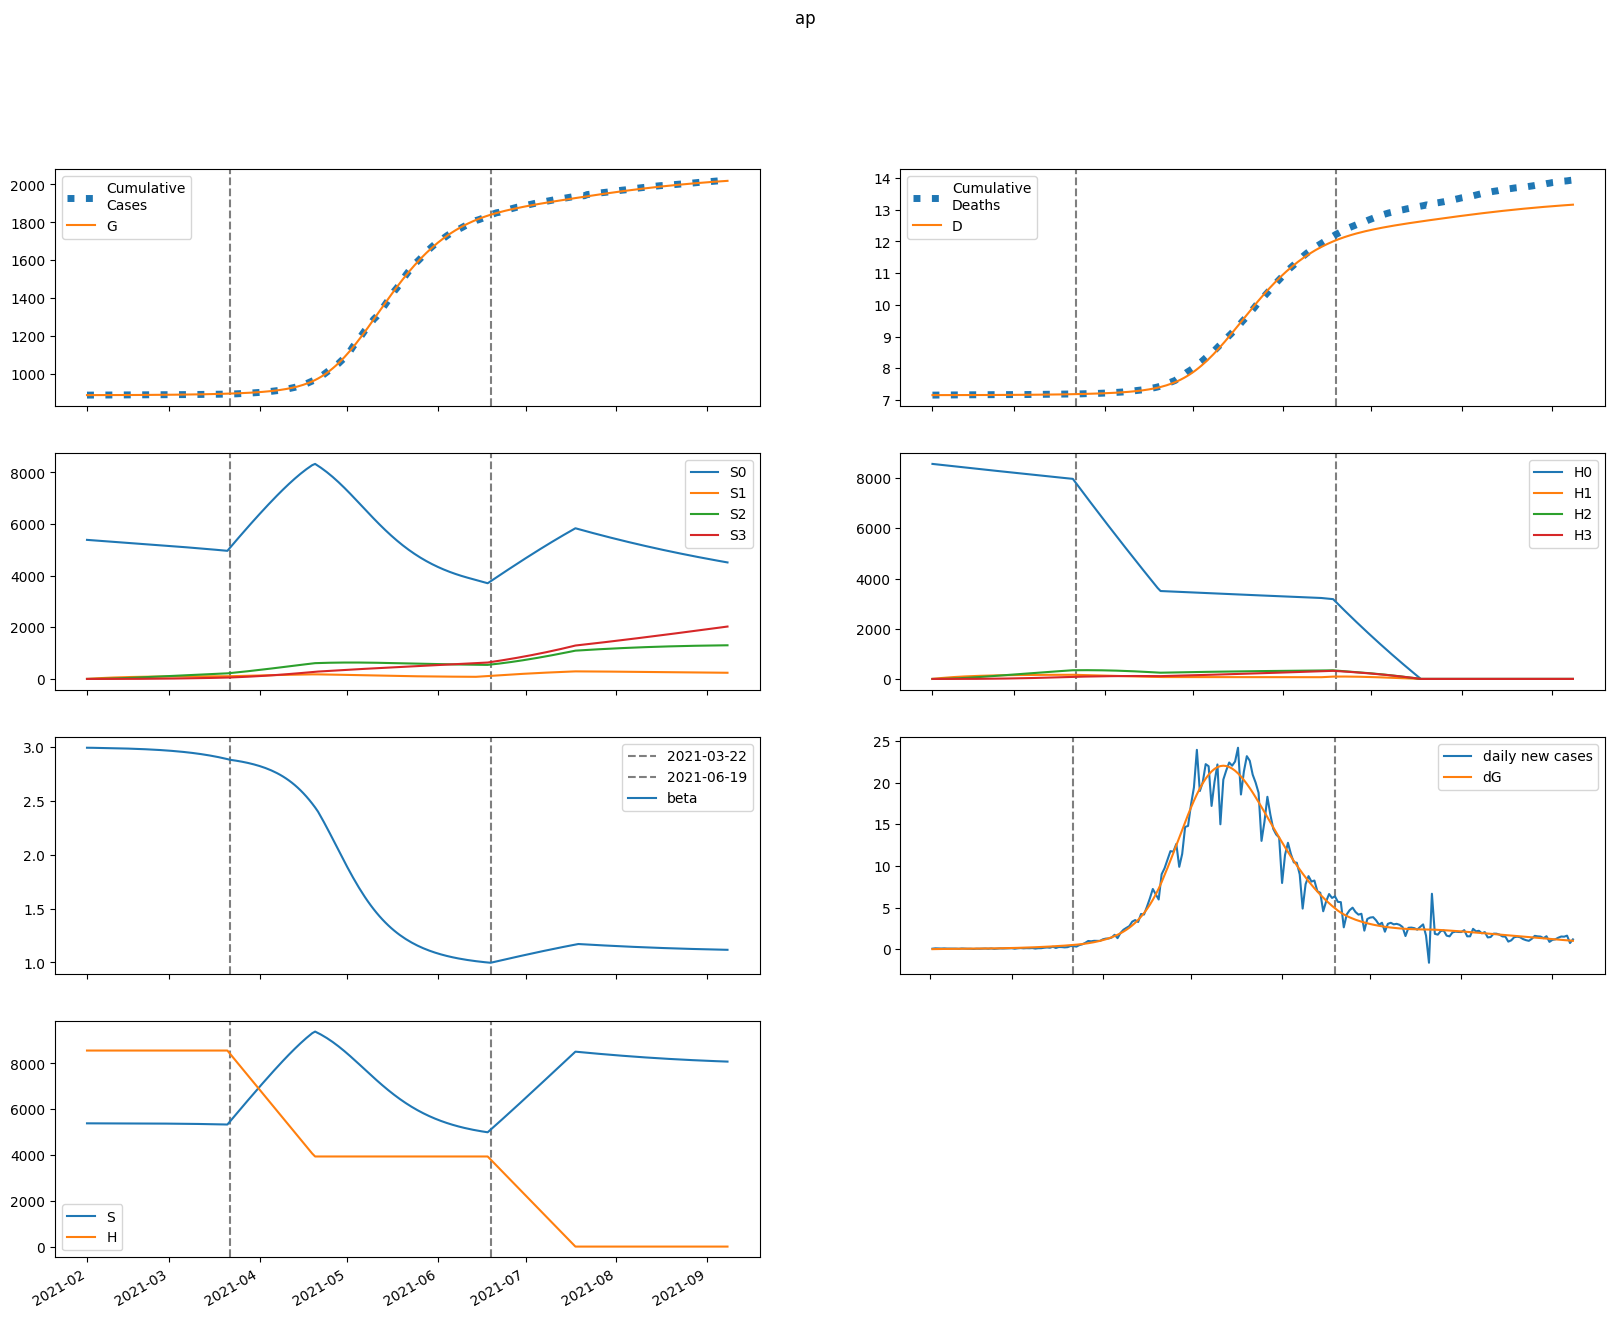 ap
2000
1800
1600
1400
1200
1000
Cumulative
Cases
G
14
13
12
11
10
9
8
7
Cumulative
Deaths
D
8000
6000
4000
2000
0
S0
S1
S2
S3
8000
6000
4000
2000
0
H0
H1
H2
H3
3.0
2.5
2.0
1.5
1.0
2021-03-22
2021-06-19
beta
25
20
15
10
5
0
daily new cases
dG
8000
6000
4000
2000
0
S
H
2021-02
2021-03
2021-04
2021-05
2021-06
2021-07
2021-08
2021-09